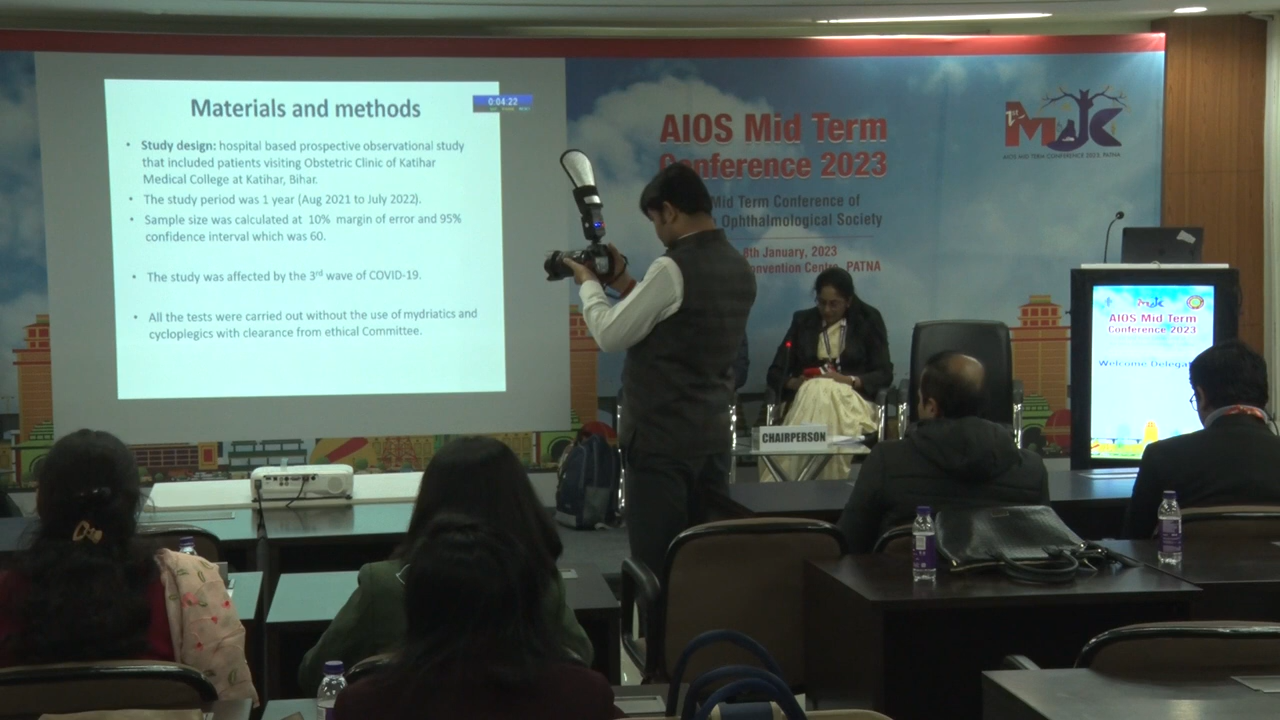 Materials and methods
0:04:22
• Study design: hospital based prospective observational study
that included patients visiting Obstetric Clinic of Katihar
Medical College at Katihar, Bihar.
• The study period was 1 year (Aug 2021 to July 2022).
• Sample size was calculated at 10% margin of error and 95%
confidence interval which was 60.
• The study was affected by the 3rd wave of COVID-19.
• All the tests were carried out without the use of mydriatics and
cycloplegics with clearance from ethical Committee.
AIOS Mid Term
Conference 2023
Mid Term Conference of
Ophthalmological Society
8th January, 2023
Convention Centre, PATNA
1st
MJC
AIOS MID TERM CONFERENCE 2023, PATNA
CHAIRPERSON
AIOS Mid Term
Conference 2023
Welcome Delega